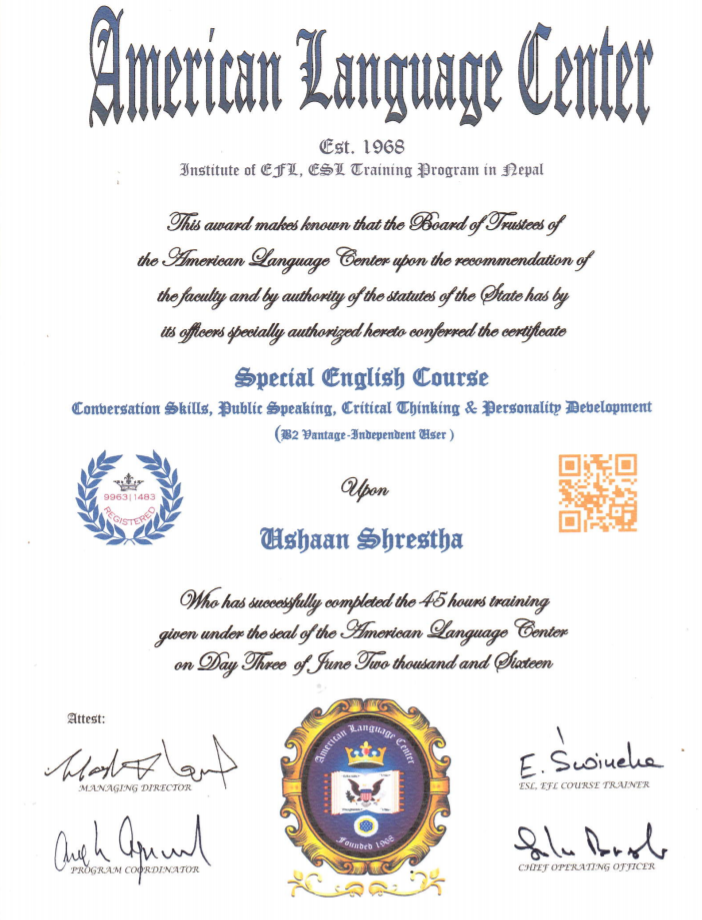 American Language Center
Est. 1968
Institute of EFL, ESL Training Program in Nepal
This award makes known that the Board of Trustees of
the American Language Center upon the recommendation of
the faculty and by authority of the statutes of the State has by
its officers specially authorized hereto conferred the certificate
Special English Course
Conversation Skills, Public Speaking, Critical Thinking & Personality Development
(B2 Vantage-Independent User )
9963|1483
REGISTERED
Upon
Ushaan Shrestha
Who has successfully completed the 45 hours training
given under the seal of the American Language Center
on Day Three of June Two thousand and Sixteen
Attest:
American Language Center
Founded 1968
MANAGING DIRECTOR
E.
ESL, EFL COURSE TRAINER
PROGRAM COORDINATOR
CHIEF OPERATING OFFICER